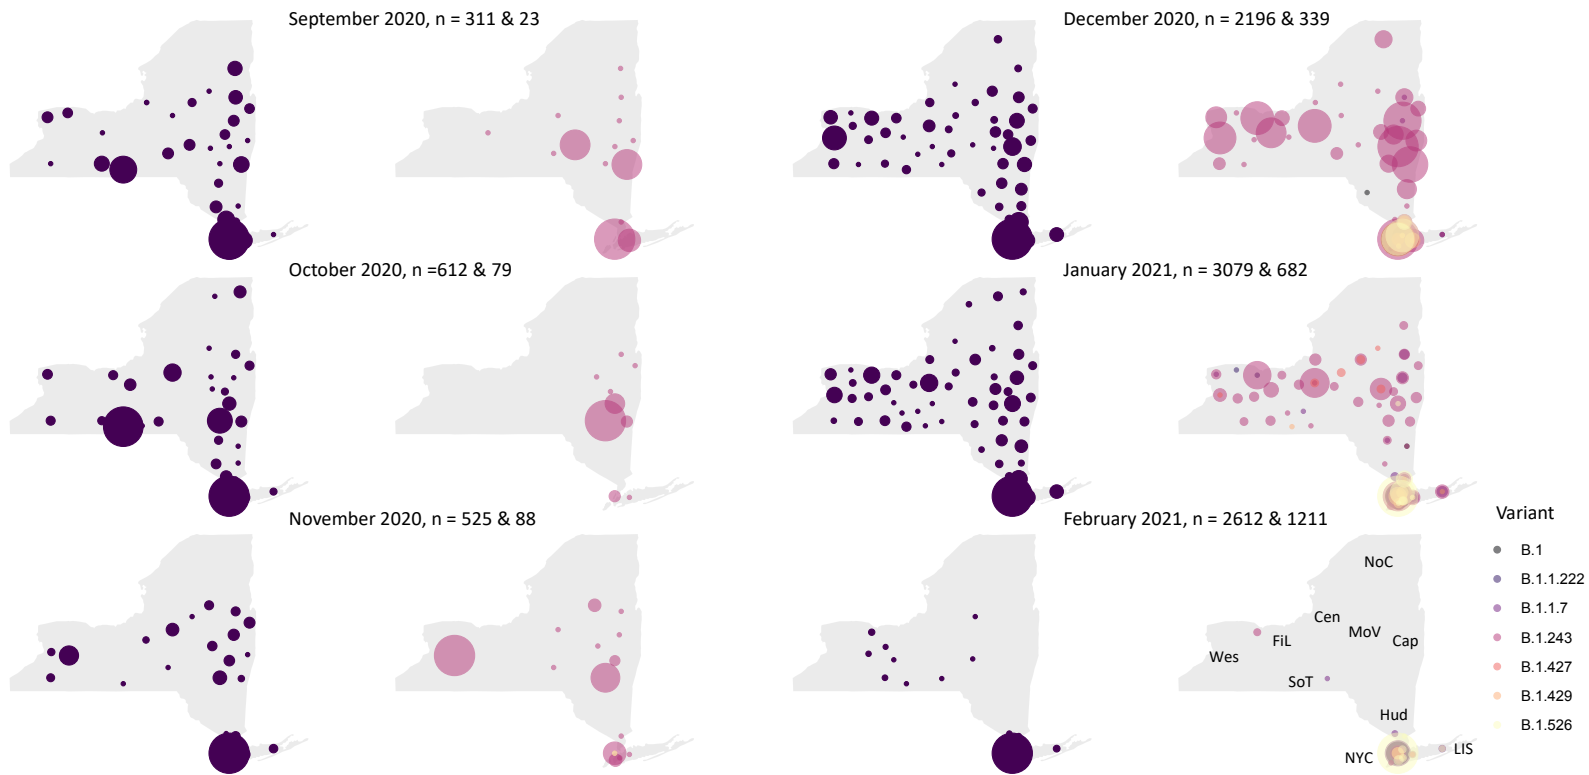 September 2020, n = 311 & 23
December 2020, n = 2196 & 339
October 2020, n =612 & 79
January 2021, n = 3079 & 682
November 2020, n = 525 & 88
February 2021, n = 2612 & 1211
NoC
Cen
MoV
FiL
Cap
Wes
SoT
Hud
NYC
LIS
Variant
B.1
B.1.1.222
B.1.1.7
B.1.243
B.1.427
B.1.429
B.1.526